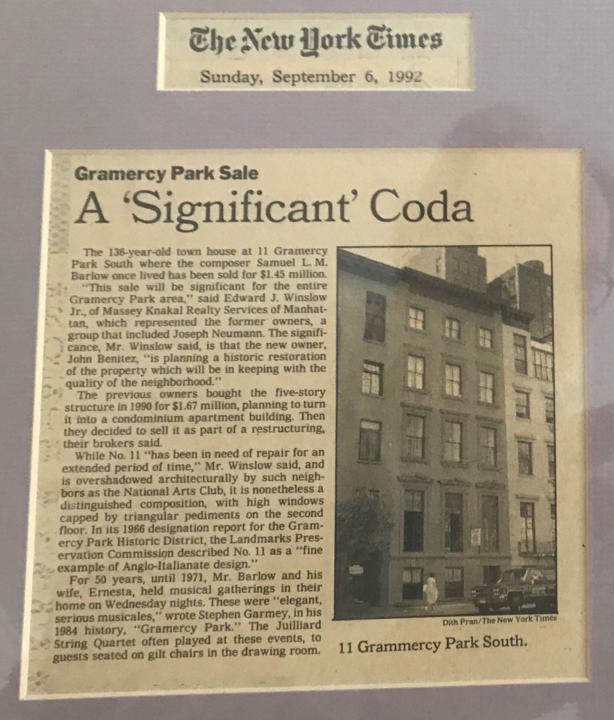 The New York Times
Sunday, September 6, 1992
Gramercy Park Sale
A ‘Significant’ Coda
The 136-year-old town house at 11 Gramercy
Park South where the composer Samuel L. M.
Barlow once lived has been sold for $1.45 million.
"This sale will be significant for the entire
Gramercy Park area," said Edward J. Winslow
Jr., of Massey Knakal Realty Services of Manhat-
tan, which represented the former owners, a
group that included Joseph Neumann. The signifi-
cance, Mr. Winslow said, is that the new owner,
John Benitez, "is planning a historic restoration
of the property which will be in keeping with the
quality of the neighborhood."
The previous owners bought the five-story
structure in 1990 for $1.67 million, planning to turn
it into a condominium apartment building. Then
they decided to sell it as part of a restructuring,
their brokers said.
While No. 11 "has been in need of repair for an
extended period of time," Mr. Winslow said, and
is overshadowed architecturally by such neigh-
bors as the National Arts Club, it is nonetheless a
distinguished composition, with high windows
capped by triangular pediments on the second
floor. In its 1966 designation report for the Gram-
ercy Park Historic District, the Landmarks Pres-
ervation Commission described No. 11 as a "fine
example of Anglo-Italianate design."
For 50 years, until 1971, Mr. Barlow and his
wife, Ernesta, held musical gatherings in their
home on Wednesday nights. These were "elegant,
serious musicales," wrote Stephen Garmey, in his
1984 history, "Gramercy Park." The Juilliard
String Quartet often played at these events, to
guests seated on gilt chairs in the drawing room.
Dith Pran/The New York Times
11 Grammercy Park South.